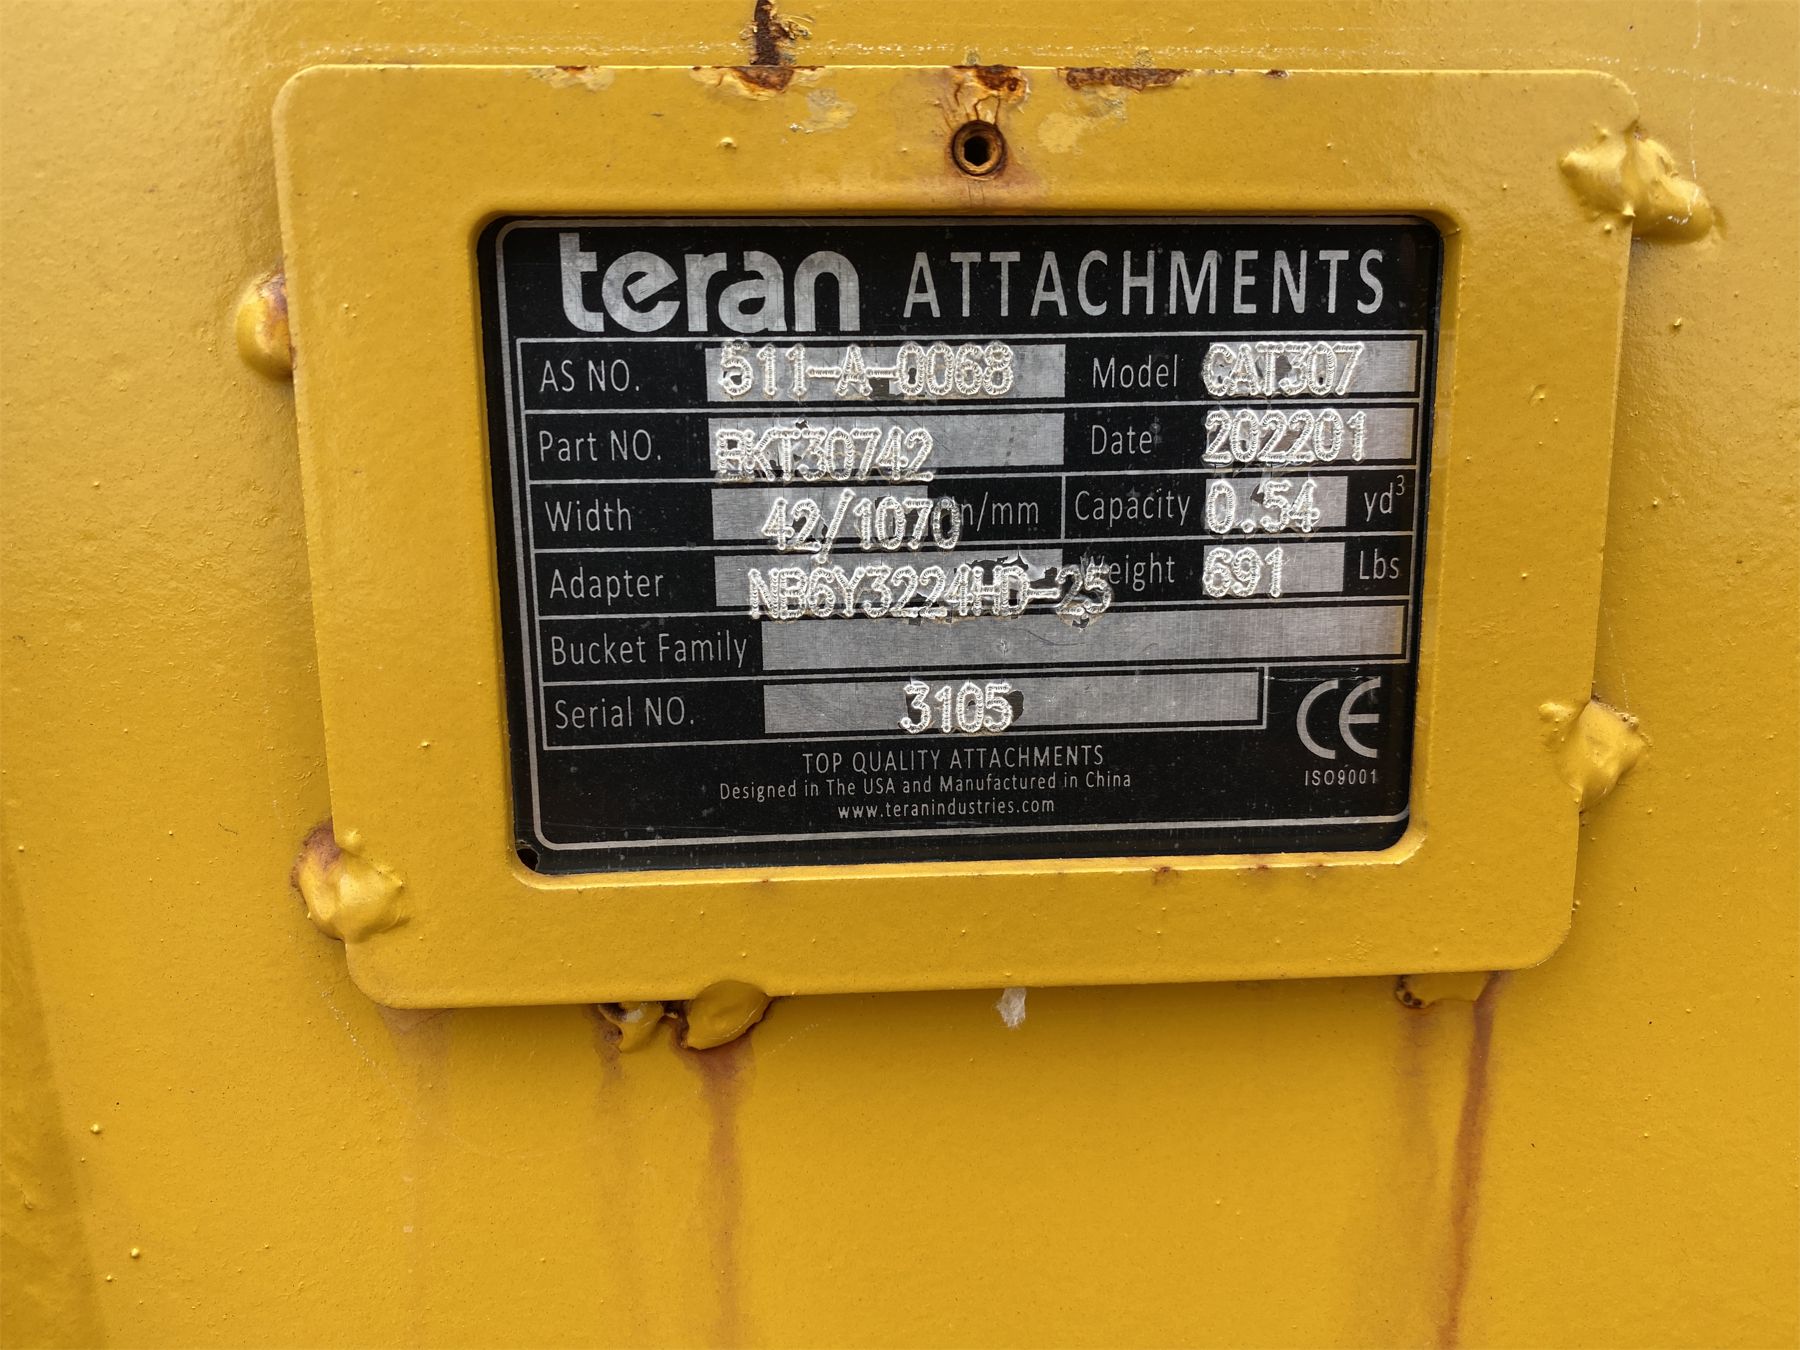 teran ATTACHMENTS
AS NO. 511-A-0068 Model CAT307
Part NO. BKT30742 Date 202201
Width 42/1070 in/mm Capacity 0.54 yd³
Adapter NB6Y3224HD-25 Weight 691 Lbs
Bucket Family
Serial NO. 3105 CE
TOP QUALITY ATTACHMENTS ISO9001
Designed in The USA and Manufactured in China
www.teranindustries.com